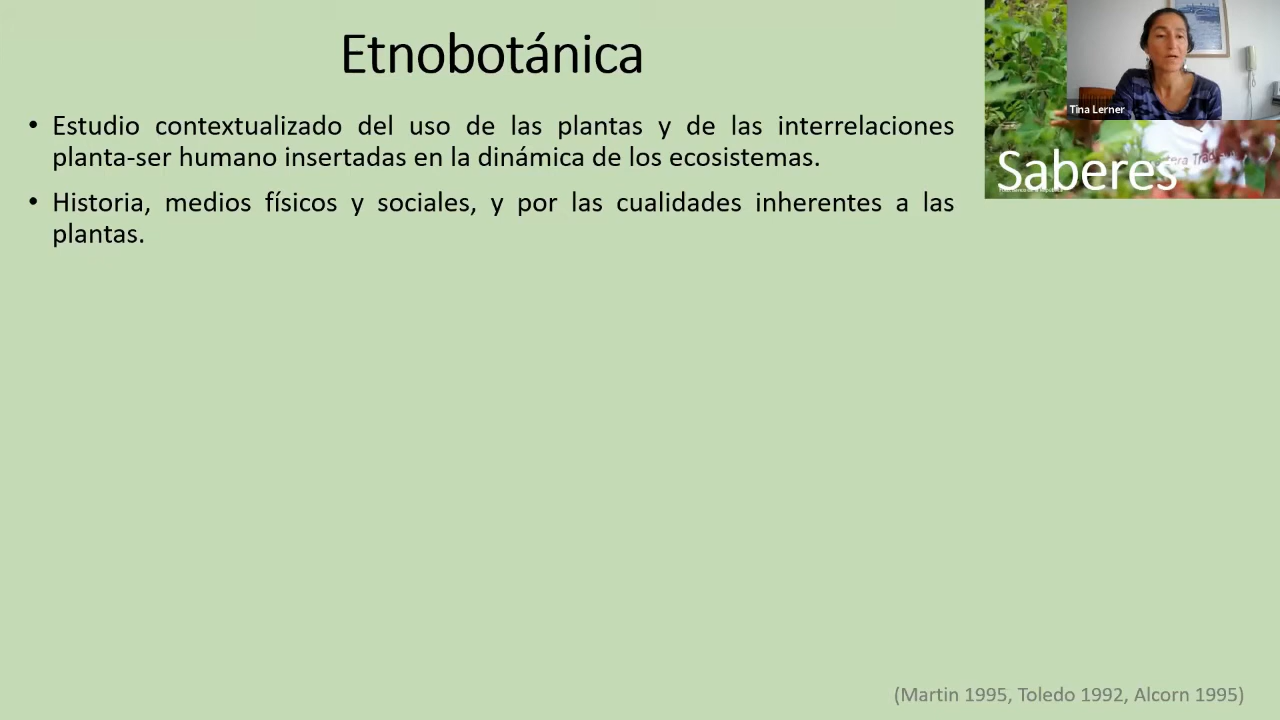 Etnobotánica
• Estudio contextualizado del uso de las plantas y de las interrelaciones
planta-ser humano insertadas en la dinámica de los ecosistemas.
• Historia, medios físicos y sociales, y por las cualidades inherentes a las
plantas.
Tina Lerner
Saberes
(Martin 1995, Toledo 1992, Alcorn 1995)